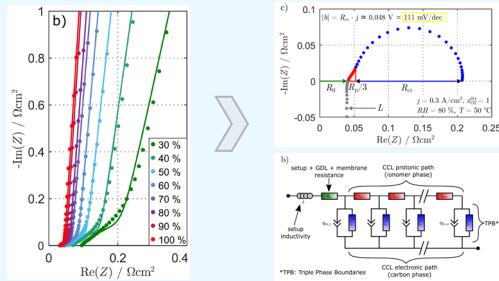 b)
-Im(Z) / Ωcm²
1
0.8
0.6
0.4
0.2
0
0
0.2
0.4
Re(Z) / Ωcm²
30 %
40 %
50 %
60 %
70 %
80 %
90 %
100 %
c)
|b| = R_ct · j ≈ 0.048 V = 111 mV/dec
-Im(Z) / Ωcm²
0.1
0.05
0
-0.05
R_0
R_p/3
R_ct
L
j = 0.3 A/cm²,
RH = 80 %, T = 50 °C
0
0.05
0.1
0.15
0.2
0.25
Re(Z) / Ωcm²
b)
setup + GDL + membrane
resistance
CCL protonic path
(ionomer phase)
setup
inductivity
TPB*
*TPB: Triple Phase Boundaries
CCL electronic path
(carbon phase)